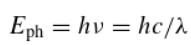 E_ph = hν = hc/λ